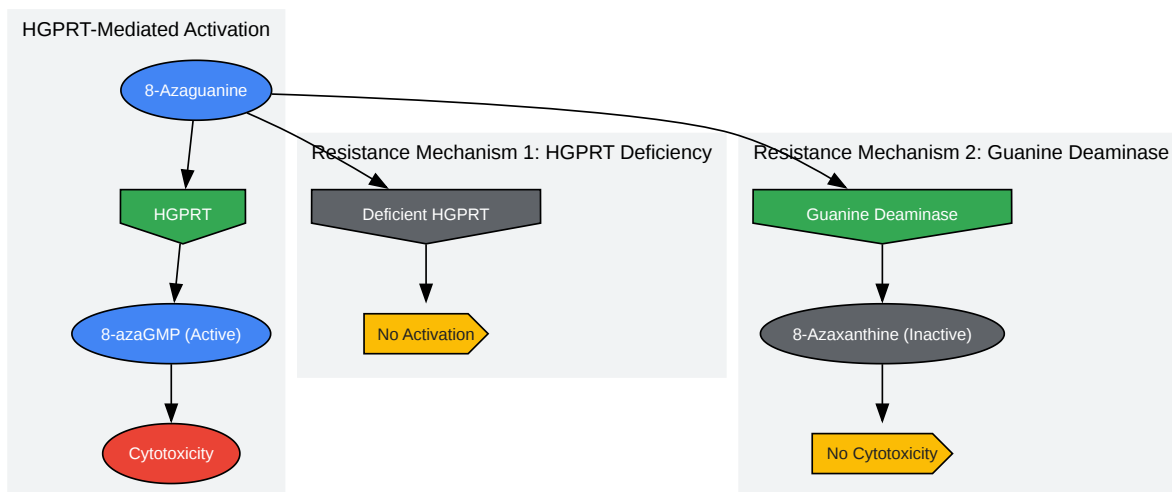 HGPRT-Mediated Activation
8-Azaguanine
HGPRT
8-azaGMP (Active)
Cytotoxicity
Resistance Mechanism 1: HGPRT Deficiency
Deficient HGPRT
No Activation
Resistance Mechanism 2: Guanine Deaminase
Guanine Deaminase
8-Azaxanthine (Inactive)
No Cytotoxicity